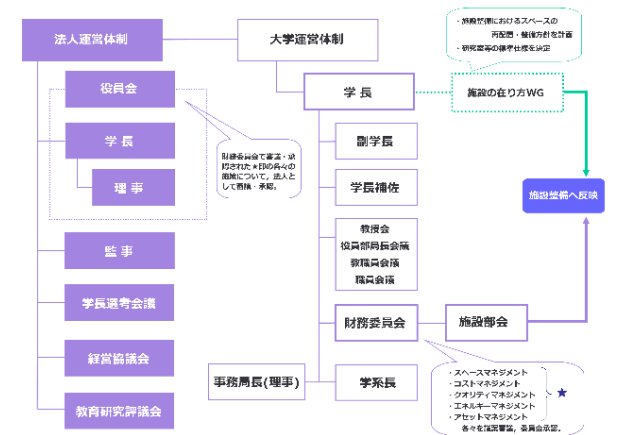 法人運営体制
大学運営体制
・施設整備におけるスペースの
再配置・整備方針を計画
・研究室等の標準仕様を決定
役員会
学長
施設の在り方WG
学長
理事
財務委員会で審議・承
認された★印の各々の
施策について，法人と
して審議・承認。
副学長
学長補佐
施設整備へ反映
教授会
役員部局長会議
教職員会議
職員会議
監事
学長選考会議
財務委員会
施設部会
経営協議会
事務局長(理事)
学系長
教育研究評議会
・スペースマネジメント
・コストマネジメント
・クオリティマネジメント
・エネルギーマネジメント
・アセットマネジメント
各々を提案審議，委員会承認。
★